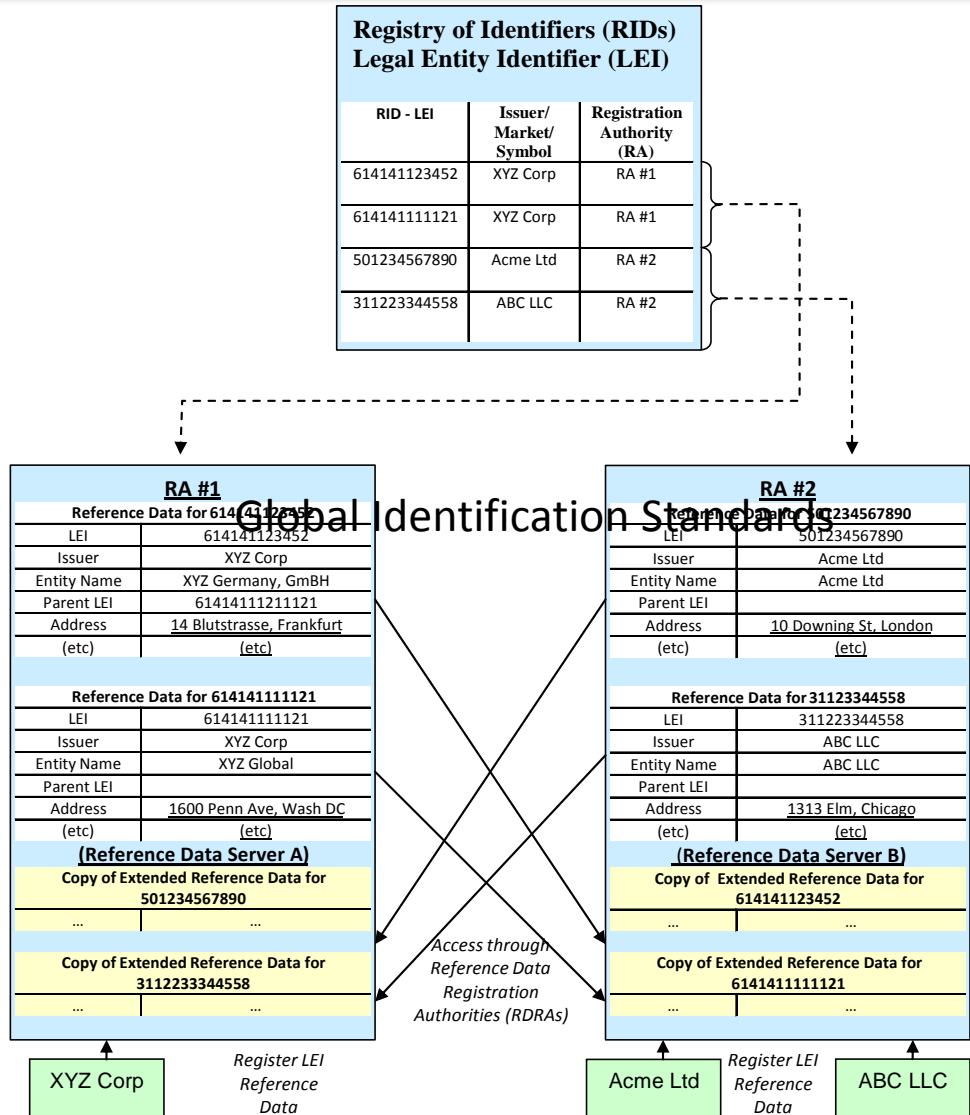 Registry of Identifiers (RIDs)
Legal Entity Identifier (LEI)
RID - LEI
Issuer/
Market/
Symbol
Registration
Authority
(RA)
614141123452 XYZ Corp RA #1
614141111121 XYZ Corp RA #1
501234567890 Acme Ltd RA #2
311223344558 ABC LLC RA #2
Global Identification Standards
RA #1
Reference Data for 614141123452
LEI 614141123452
Issuer XYZ Corp
Entity Name XYZ Germany, GmBH
Parent LEI 61414111211121
Address 14 Blutstrasse, Frankfurt
(etc) (etc)
Reference Data for 614141111121
LEI 614141111121
Issuer XYZ Corp
Entity Name XYZ Global
Parent LEI
Address 1600 Penn Ave, Wash DC
(etc) (etc)
(Reference Data Server A)
Copy of Extended Reference Data for
501234567890
... ...
Copy of Extended Reference Data for
3112233344558
... ...
RA #2
Reference Data for 501234567890
LEI 501234567890
Issuer Acme Ltd
Entity Name Acme Ltd
Parent LEI
Address 10 Downing St, London
(etc) (etc)
Reference Data for 31123344558
LEI 311223344558
Issuer ABC LLC
Entity Name ABC LLC
Parent LEI
Address 1313 Elm, Chicago
(etc) (etc)
(Reference Data Server B)
Copy of Extended Reference Data for
614141123452
... ...
Copy of Extended Reference Data for
6141411111121
... ...
Access through
Reference Data
Registration
Authorities (RDRAs)
XYZ Corp
Register LEI
Reference
Data
Acme Ltd
Register LEI
Reference
Data
ABC LLC